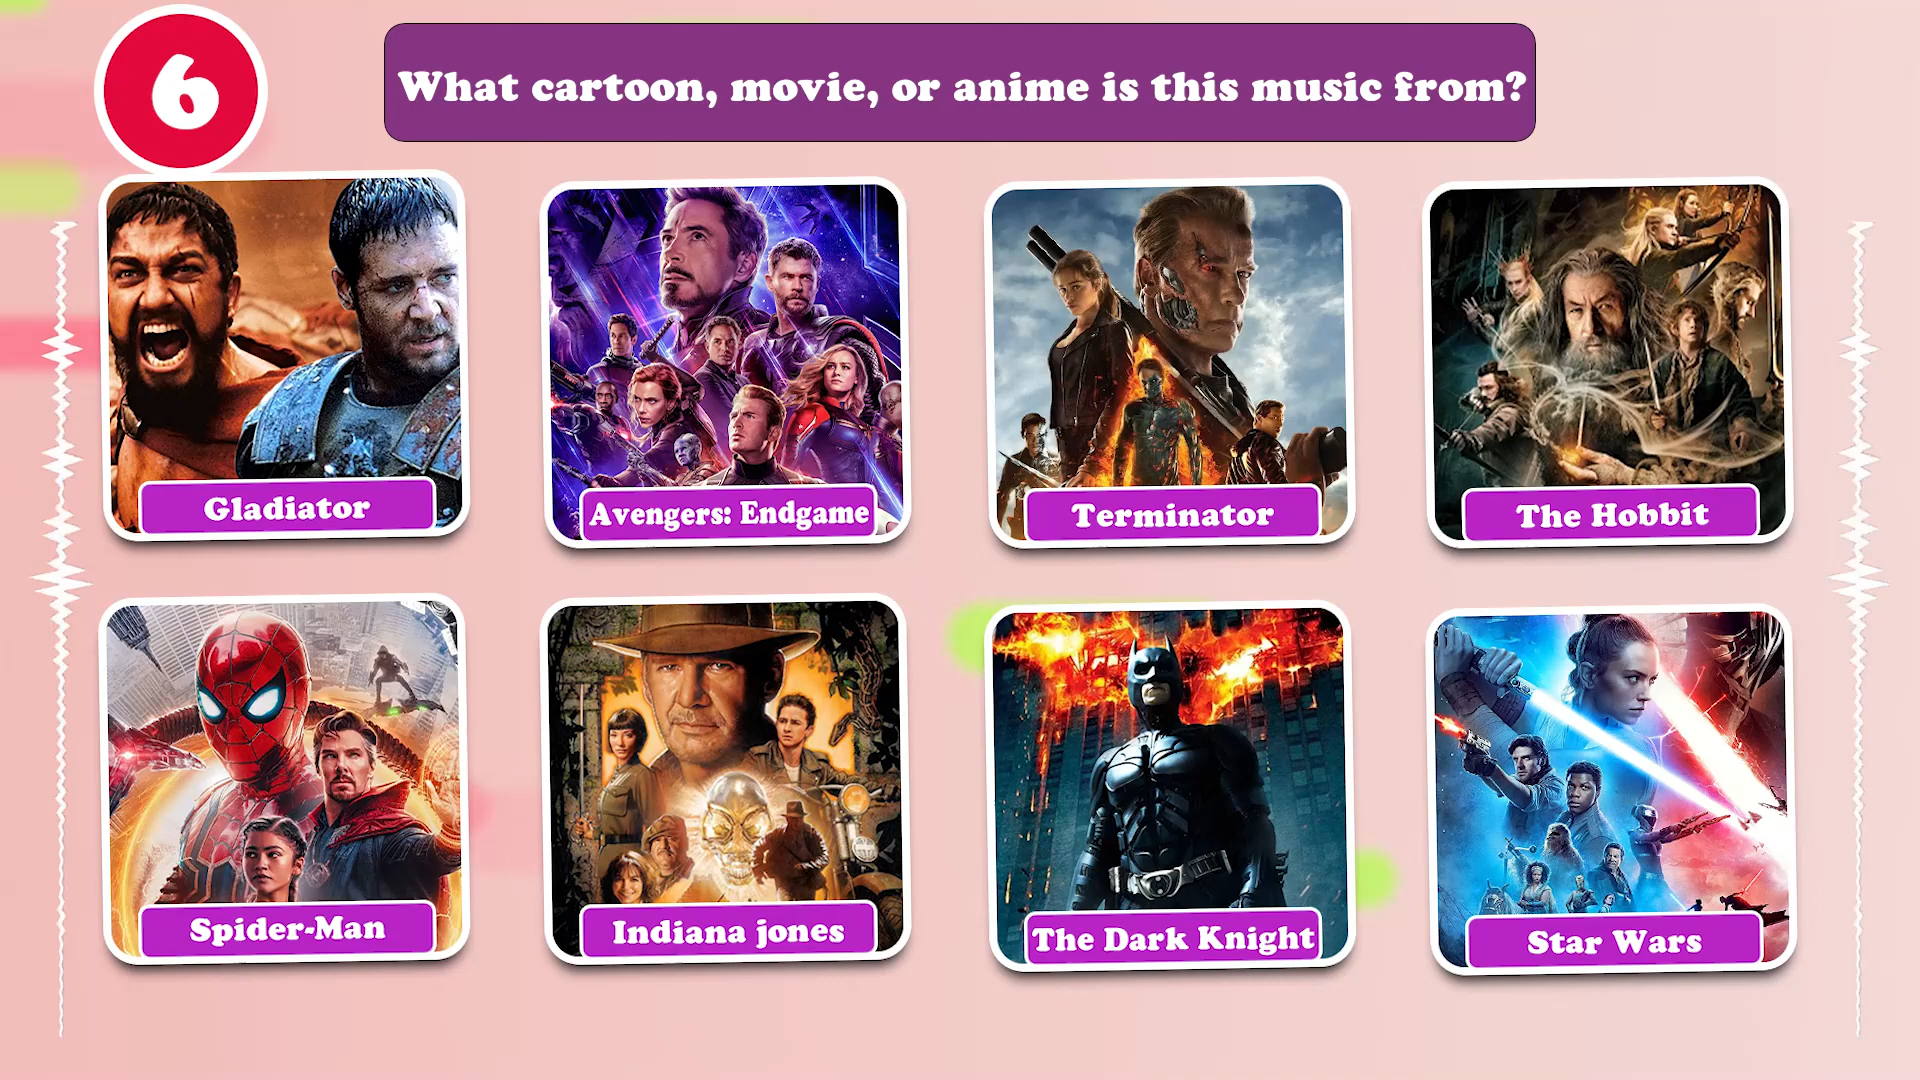 6
What cartoon, movie, or anime is this music from?
Gladiator
Avengers: Endgame
Terminator
The Hobbit
Spider-Man
Indiana jones
The Dark Knight
Star Wars